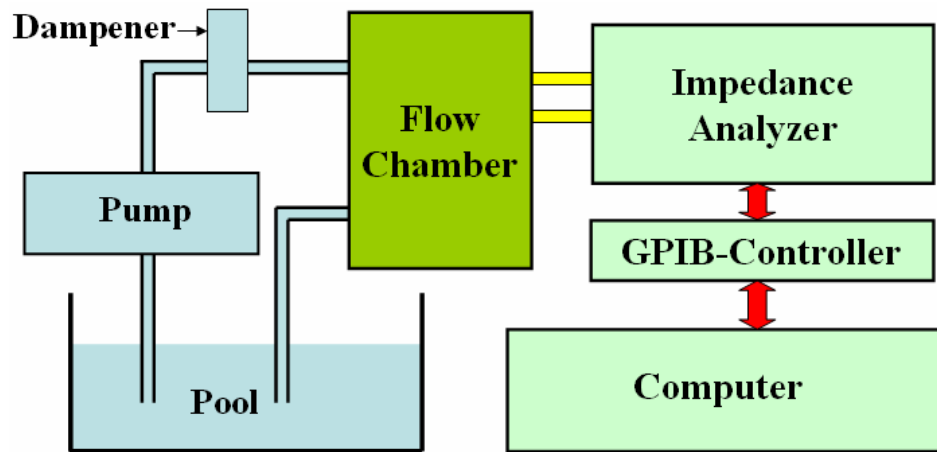 Dampener
Flow
Chamber
Impedance
Analyzer
Pump
GPIB-Controller
Pool
Computer